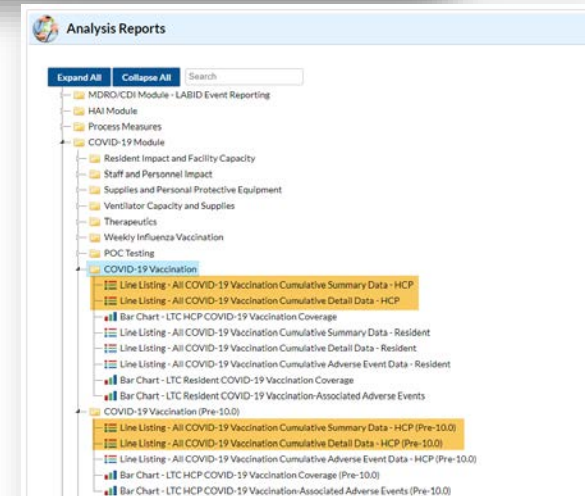 Analysis Reports
Expand All Collapse All Search
MDRO/CDI Module - LABID Event Reporting
HAI Module
Process Measures
COVID-19 Module
Resident Impact and Facility Capacity
Staff and Personnel Impact
Supplies and Personal Protective Equipment
Ventilator Capacity and Supplies
Therapeutics
Weekly Influenza Vaccination
POC Testing
COVID-19 Vaccination
Line Listing - All COVID-19 Vaccination Cumulative Summary Data - HCP
Line Listing - All COVID-19 Vaccination Cumulative Detail Data - HCP
Bar Chart - LTC HCP COVID-19 Vaccination Coverage
Line Listing - All COVID-19 Vaccination Cumulative Summary Data - Resident
Line Listing - All COVID-19 Vaccination Cumulative Detail Data - Resident
Line Listing - All COVID-19 Vaccination Cumulative Adverse Event Data - Resident
Bar Chart - LTC Resident COVID-19 Vaccination Coverage
Bar Chart - LTC Resident COVID-19 Vaccination-Associated Adverse Events
COVID-19 Vaccination (Pre-10.0)
Line Listing - All COVID-19 Vaccination Cumulative Summary Data - HCP (Pre-10.0)
Line Listing - All COVID-19 Vaccination Cumulative Detail Data - HCP (Pre-10.0)
Line Listing - All COVID-19 Vaccination Cumulative Adverse Event Data - HCP (Pre-10.0)
Bar Chart - LTC HCP COVID-19 Vaccination Coverage (Pre-10.0)
Bar Chart - LTC HCP COVID-19 Vaccination-Associated Adverse Events (Pre-10.0)